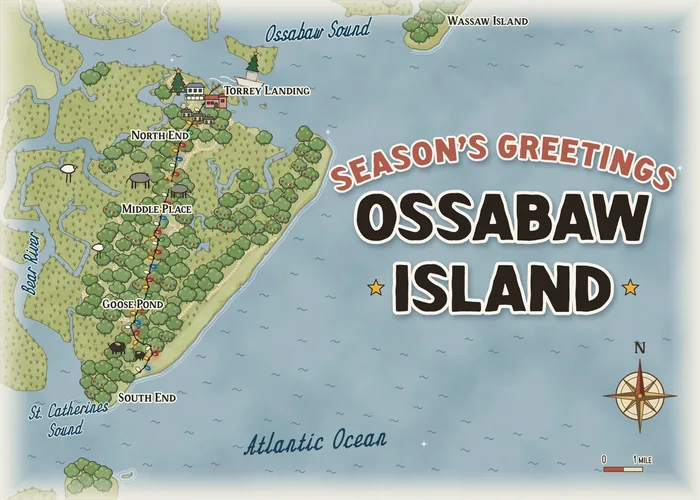 Ossabaw Sound
WASSAW ISLAND
TORREY LANDING
NORTH END
SEASON'S GREETINGS
OSSABAW
ISLAND
MIDDLE PLACE
Bear River
GOOSE POND
N
SOUTH END
St. Catherines
Sound
Atlantic Ocean
0 1 MILE